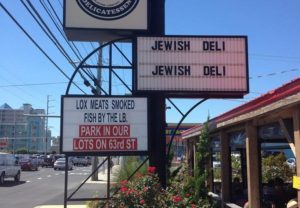 DELICATESSEN
JEWISH DELI
JEWISH DELI
LOX MEATS SMOKED
FISH BY THE LB.
PARK IN OUR
LOTS ON 63rd ST